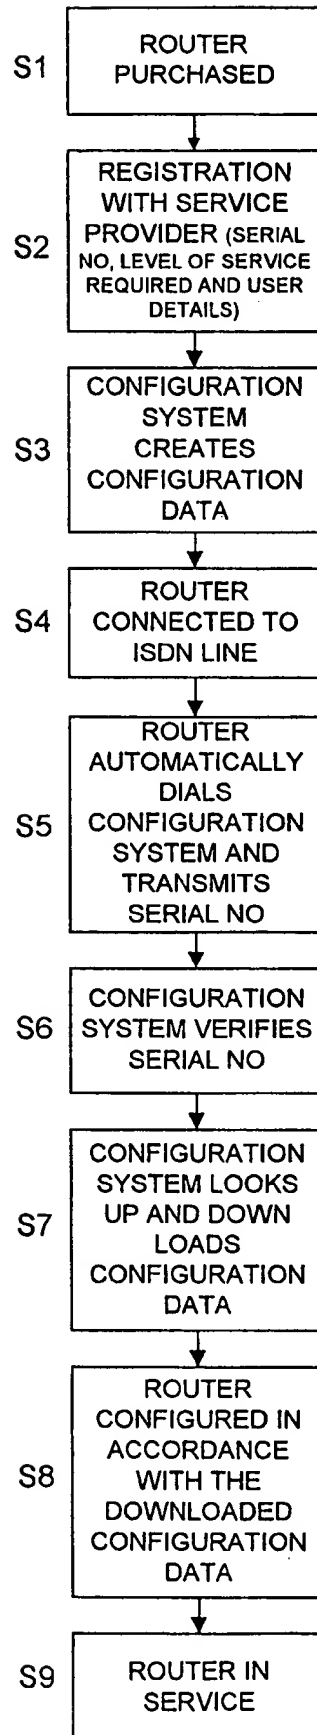 S1
ROUTER
PURCHASED
S2
REGISTRATION
WITH SERVICE
PROVIDER (SERIAL
NO, LEVEL OF SERVICE
REQUIRED AND USER
DETAILS)
S3
CONFIGURATION
SYSTEM
CREATES
CONFIGURATION
DATA
S4
ROUTER
CONNECTED TO
ISDN LINE
S5
ROUTER
AUTOMATICALLY
DIALS
CONFIGURATION
SYSTEM AND
TRANSMITS
SERIAL NO
S6
CONFIGURATION
SYSTEM VERIFIES
SERIAL NO
S7
CONFIGURATION
SYSTEM LOOKS
UP AND DOWN
LOADS
CONFIGURATION
DATA
S8
ROUTER
CONFIGURED IN
ACCORDANCE
WITH THE
DOWNLOADED
CONFIGURATION
DATA
S9
ROUTER IN
SERVICE